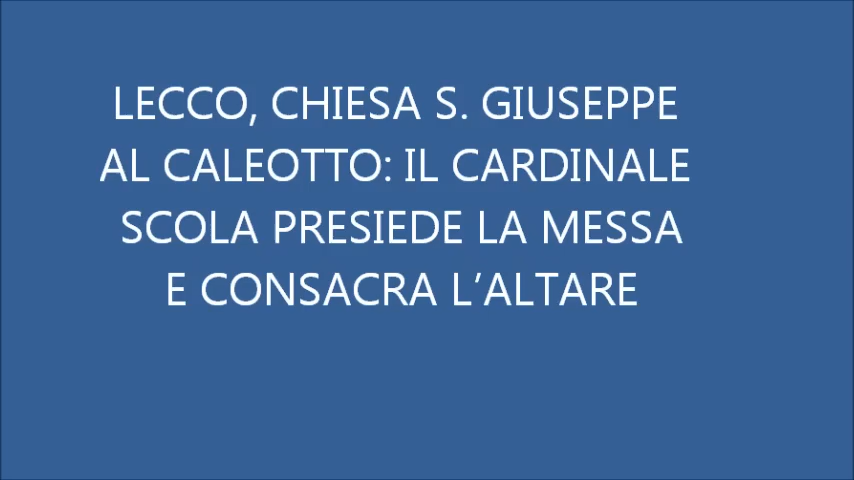 LECCO, CHIESA S. GIUSEPPE
AL CALEOTTO: IL CARDINALE
SCOLA PRESIEDE LA MESSA
E CONSACRA L’ALTARE